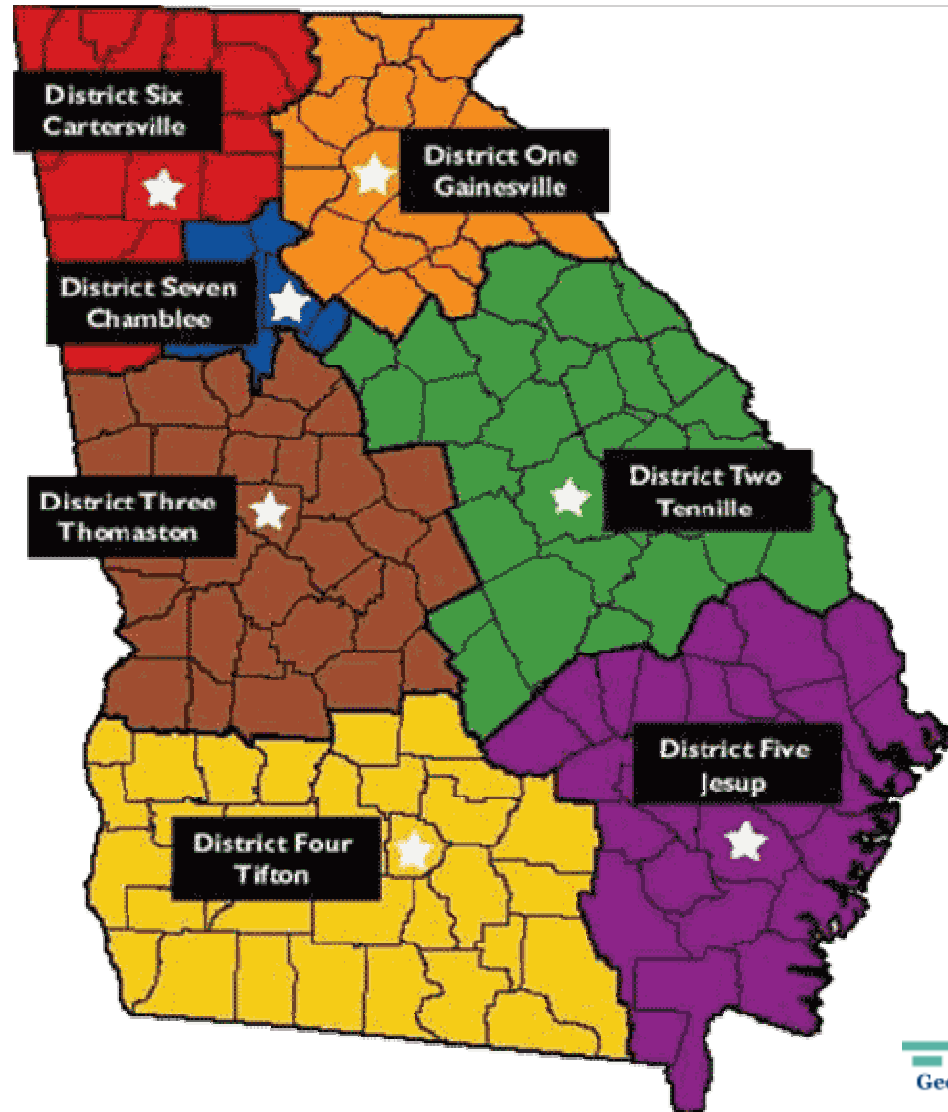 District Six
Cartersville
District One
Gainesville
District Seven
Chamblee
District Two
Tennille
District Three
Thomaston
District Five
Jesup
District Four
Tifton